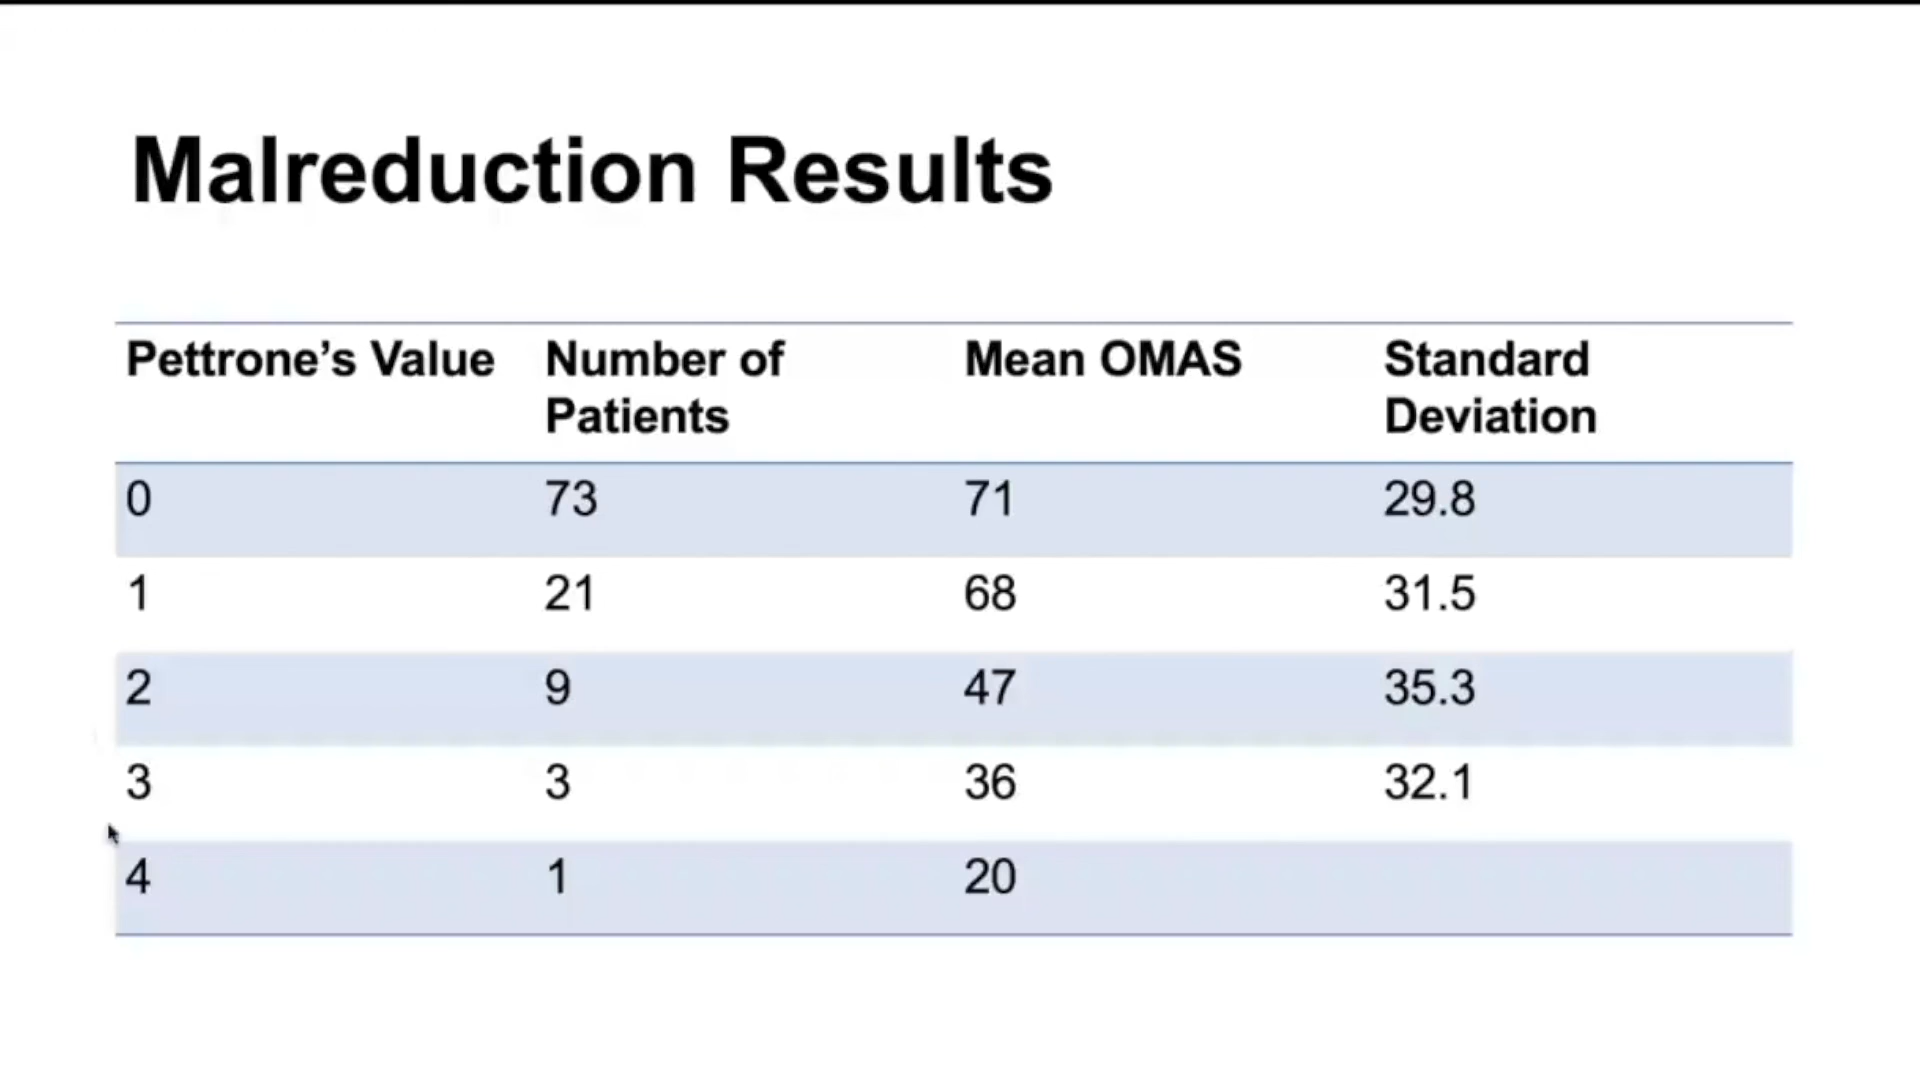 Malreduction Results
Pettrone's Value Number of Patients Mean OMAS Standard Deviation
0 73 71 29.8
1 21 68 31.5
2 9 47 35.3
3 3 36 32.1
4 1 20